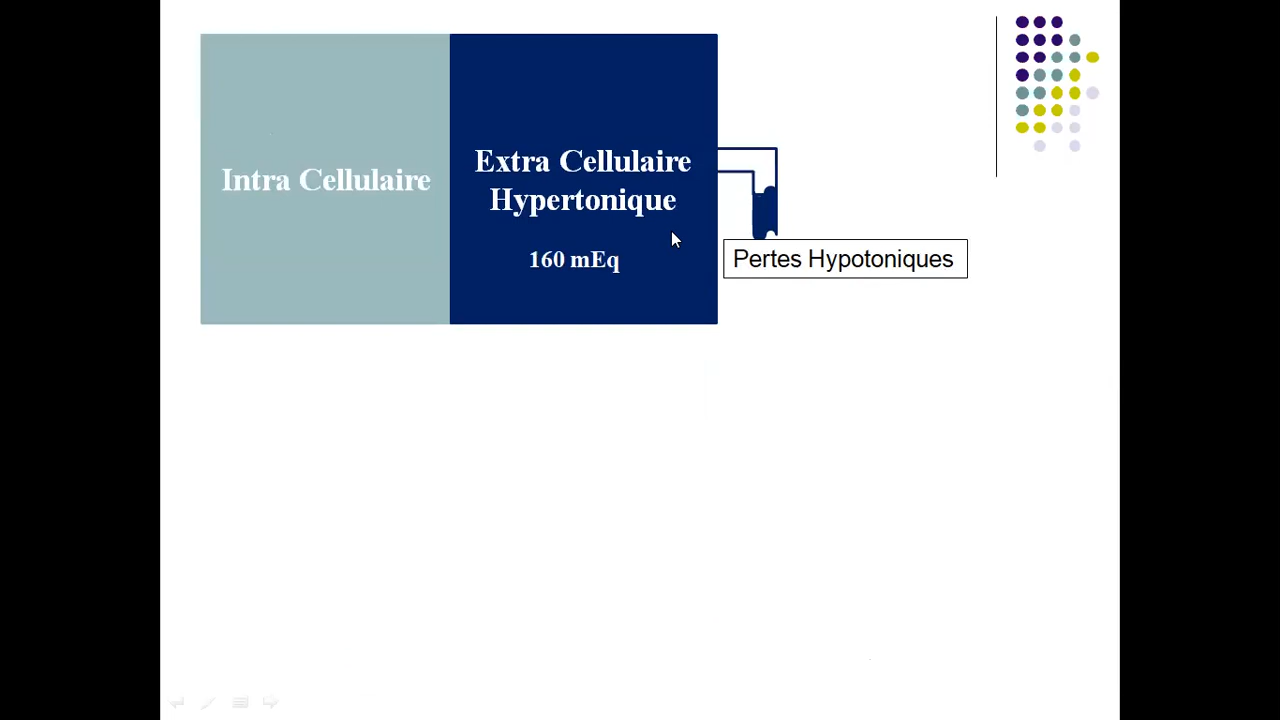 Intra Cellulaire
Extra Cellulaire
Hypertonique
160 mEq
Pertes Hypotoniques